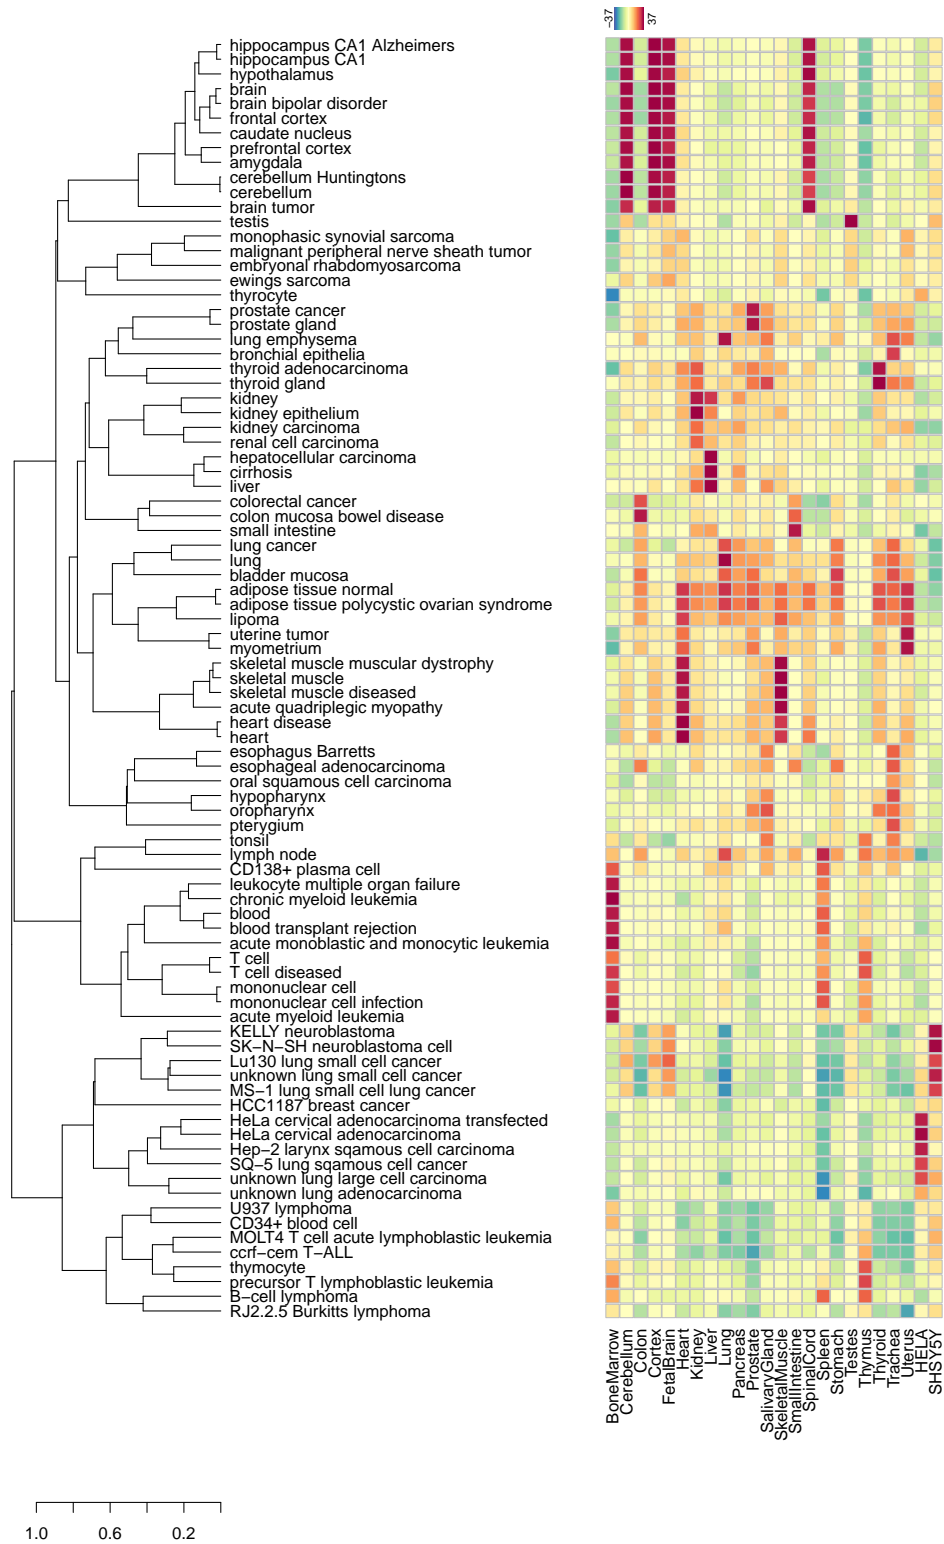 −37
37
hippocampus CA1 Alzheimers
hippocampus CA1
hypothalamus
brain
brain bipolar disorder
frontal cortex
caudate nucleus
prefrontal cortex
amygdala
cerebellum Huntingtons
cerebellum
brain tumor
testis
monophasic synovial sarcoma
malignant peripheral nerve sheath tumor
embryonal rhabdomyosarcoma
ewings sarcoma
thyrocyte
prostate cancer
prostate gland
lung emphysema
bronchial epithelia
thyroid adenocarcinoma
thyroid gland
kidney
kidney epithelium
kidney carcinoma
renal cell carcinoma
hepatocellular carcinoma
cirrhosis
liver
colorectal cancer
colon mucosa bowel disease
small intestine
lung cancer
lung
bladder mucosa
adipose tissue normal
adipose tissue polycystic ovarian syndrome
lipoma
uterine tumor
myometrium
skeletal muscle muscular dystrophy
skeletal muscle
skeletal muscle diseased
acute quadriplegic myopathy
heart disease
heart
esophagus Barretts
esophageal adenocarcinoma
oral squamous cell carcinoma
hypopharynx
oropharynx
pterygium
tonsil
lymph node
CD138+ plasma cell
leukocyte multiple organ failure
chronic myeloid leukemia
blood
blood transplant rejection
acute monoblastic and monocytic leukemia
T cell
T cell diseased
mononuclear cell
mononuclear cell infection
acute myeloid leukemia
KELLY neuroblastoma
SK−N−SH neuroblastoma cell
Lu130 lung small cell cancer
unknown lung small cell cancer
MS−1 lung small cell lung cancer
HCC1187 breast cancer
HeLa cervical adenocarcinoma transfected
HeLa cervical adenocarcinoma
Hep−2 larynx sqamous cell carcinoma
SQ−5 lung sqamous cell cancer
unknown lung large cell carcinoma
unknown lung adenocarcinoma
U937 lymphoma
CD34+ blood cell
MOLT4 T cell acute lymphoblastic leukemia
ccrf−cem T−ALL
thymocyte
precursor T lymphoblastic leukemia
B−cell lymphoma
RJ2.2.5 Burkitts lymphoma
BoneMarrow
Cerebellum
Colon
Cortex
FetalBrain
Heart
Kidney
Liver
Lung
Pancreas
Prostate
SalivaryGland
SkeletalMuscle
SmallIntestine
SpinalCord
Spleen
Stomach
Testes
Thymus
Thyroid
Trachea
Uterus
HELA
SHSY5Y
1.0 0.6 0.2